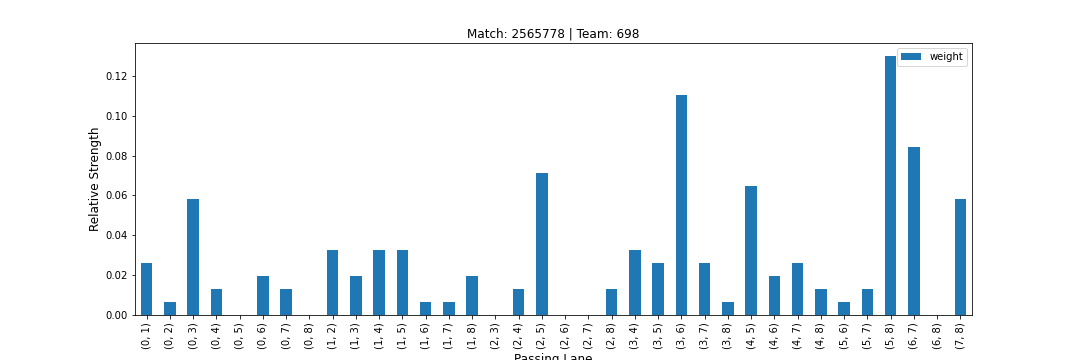 Match: 2565778 | Team: 698
weight
Relative Strength
0.12
0.10
0.08
0.06
0.04
0.02
0.00
(0, 1) (0, 2) (0, 3) (0, 4) (0, 5) (0, 6) (0, 7) (0, 8) (1, 2) (1, 3) (1, 4) (1, 5) (1, 6) (1, 7) (1, 8) (2, 3) (2, 4) (2, 5) (2, 6) (2, 7) (2, 8) (3, 4) (3, 5) (3, 6) (3, 7) (3, 8) (4, 5) (4, 6) (4, 7) (4, 8) (5, 6) (5, 7) (5, 8) (6, 7) (6, 8) (7, 8)
Passing Lane